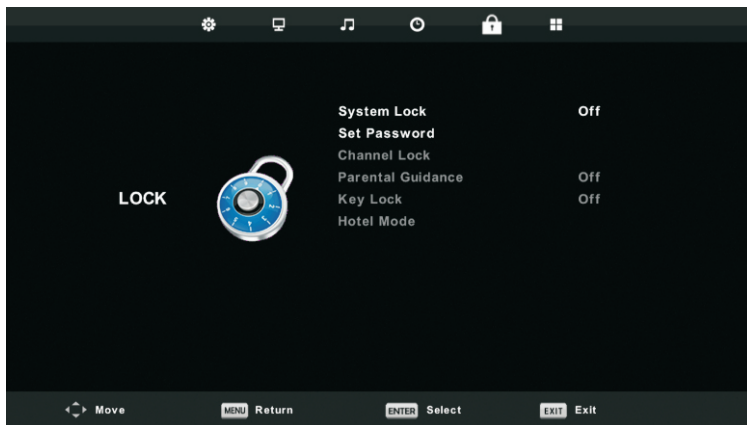 System Lock Off
Set Password
Channel Lock
Parental Guidance Off
LOCK Key Lock Off
Hotel Mode
Move MENU Return ENTER Select EXIT Exit